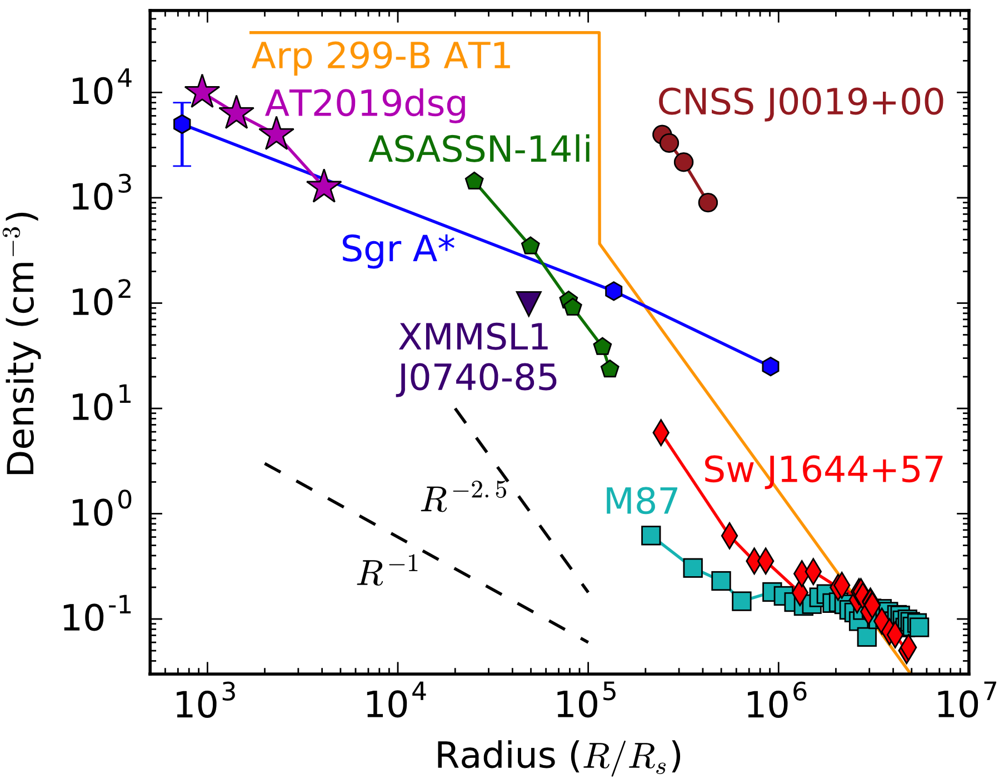 Arp 299-B AT1
AT2019dsg
CNSS J0019+00
ASASSN-14li
Sgr A*
XMMSL1
J0740-85
Sw J1644+57
M87
R^{-2.5}
R^{-1}
10^4
10^3
10^2
10^1
10^0
10^{-1}
Density (cm^{-3})
10^3 10^4 10^5 10^6 10^7
Radius (R/R_s)